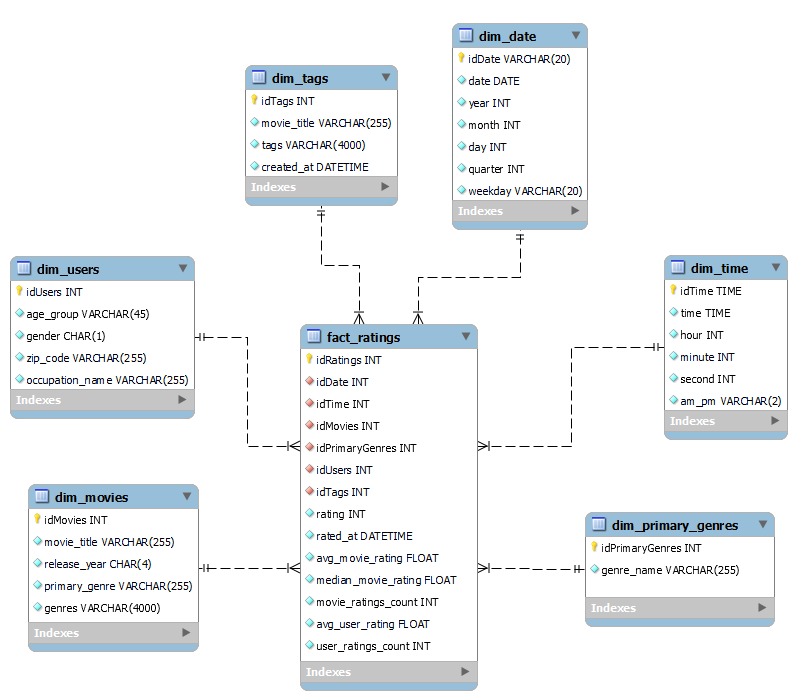 dim_date
idDate VARCHAR(20)
date DATE
year INT
month INT
day INT
quarter INT
weekday VARCHAR(20)
Indexes
dim_tags
idTags INT
movie_title VARCHAR(255)
tags VARCHAR(4000)
created_at DATETIME
Indexes
dim_users
idUsers INT
age_group VARCHAR(45)
gender CHAR(1)
zip_code VARCHAR(255)
occupation_name VARCHAR(255)
Indexes
dim_time
idTime TIME
time TIME
hour INT
minute INT
second INT
am_pm VARCHAR(2)
Indexes
fact_ratings
idRatings INT
idDate INT
idTime INT
idMovies INT
idPrimaryGenres INT
idUsers INT
idTags INT
rating INT
rated_at DATETIME
avg_movie_rating FLOAT
median_movie_rating FLOAT
movie_ratings_count INT
avg_user_rating FLOAT
user_ratings_count INT
Indexes
dim_movies
idMovies INT
movie_title VARCHAR(255)
release_year CHAR(4)
primary_genre VARCHAR(255)
genres VARCHAR(4000)
Indexes
dim_primary_genres
idPrimaryGenres INT
genre_name VARCHAR(255)
Indexes